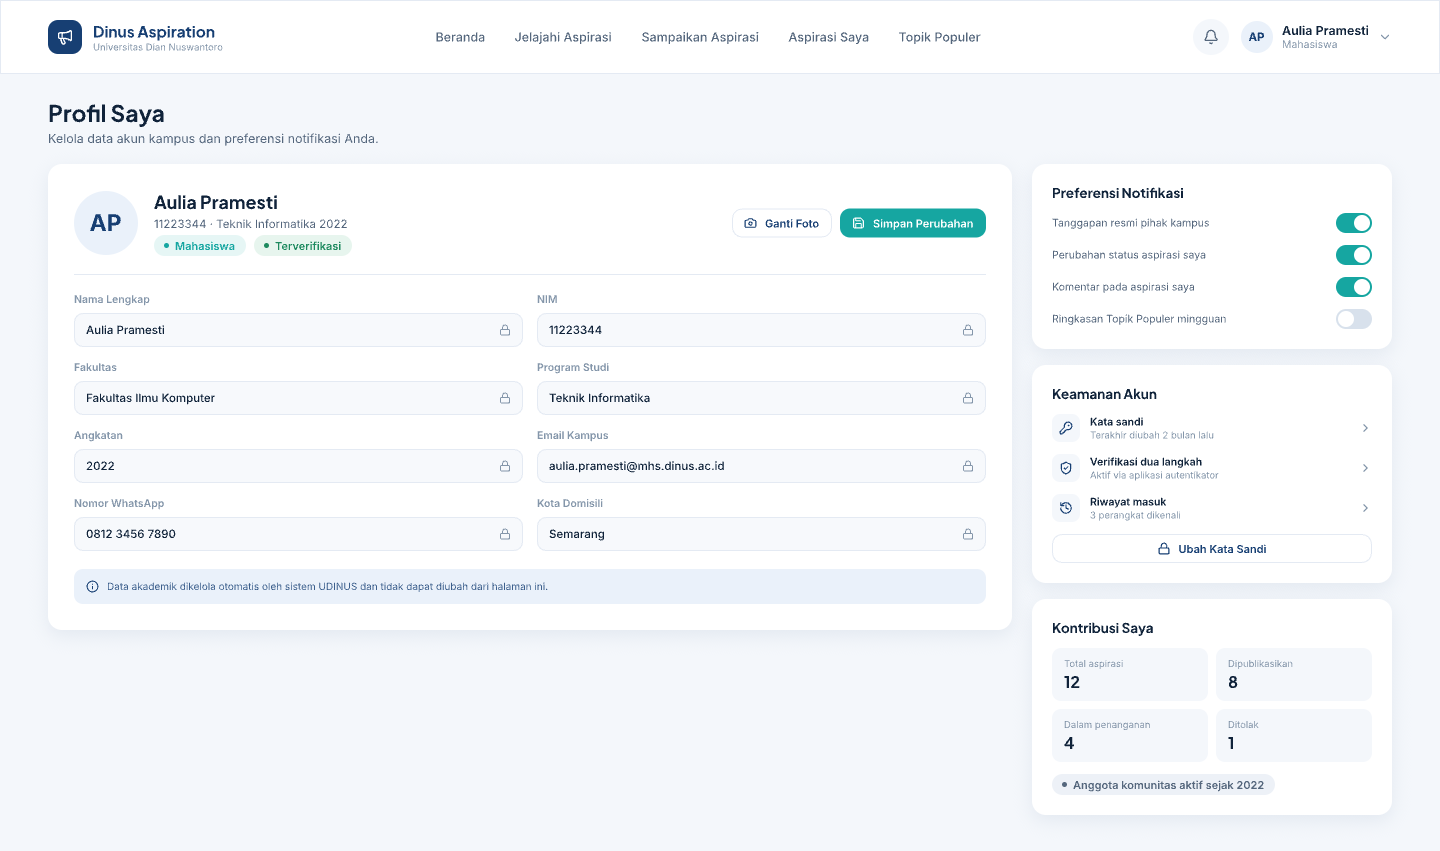 Dinus Aspiration
Universitas Dian Nuswantoro
Beranda
Jelajahi Aspirasi
Sampaikan Aspirasi
Aspirasi Saya
Topik Populer
AP
Aulia Pramesti
Mahasiswa
Profil Saya
Kelola data akun kampus dan preferensi notifikasi Anda.
AP
Aulia Pramesti
11223344 · Teknik Informatika 2022
Mahasiswa
Terverifikasi
Ganti Foto
Simpan Perubahan
Nama Lengkap
Aulia Pramesti
NIM
11223344
Fakultas
Fakultas Ilmu Komputer
Program Studi
Teknik Informatika
Angkatan
2022
Email Kampus
aulia.pramesti@mhs.dinus.ac.id
Nomor WhatsApp
0812 3456 7890
Kota Domisili
Semarang
Data akademik dikelola otomatis oleh sistem UDINUS dan tidak dapat diubah dari halaman ini.
Preferensi Notifikasi
Tanggapan resmi pihak kampus
Perubahan status aspirasi saya
Komentar pada aspirasi saya
Ringkasan Topik Populer mingguan
Keamanan Akun
Kata sandi
Terakhir diubah 2 bulan lalu
Verifikasi dua langkah
Aktif via aplikasi autentikator
Riwayat masuk
3 perangkat dikenali
Ubah Kata Sandi
Kontribusi Saya
Total aspirasi
12
Dipublikasikan
8
Dalam penanganan
4
Ditolak
1
Anggota komunitas aktif sejak 2022